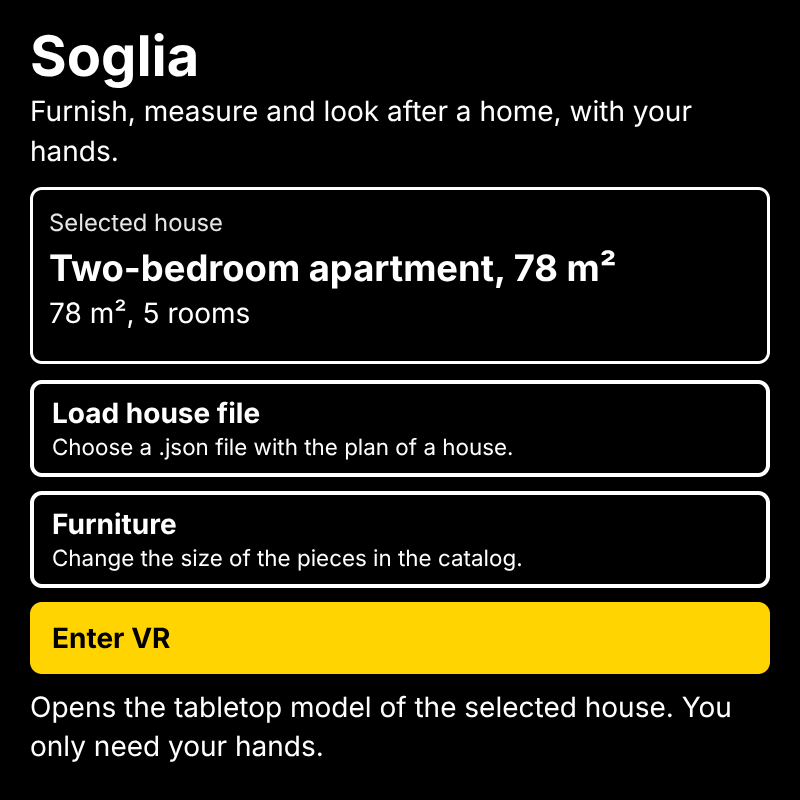 Soglia
Furnish, measure and look after a home, with your
hands.
Selected house
Two-bedroom apartment, 78 m²
78 m², 5 rooms
Load house file
Choose a .json file with the plan of a house.
Furniture
Change the size of the pieces in the catalog.
Enter VR
Opens the tabletop model of the selected house. You
only need your hands.